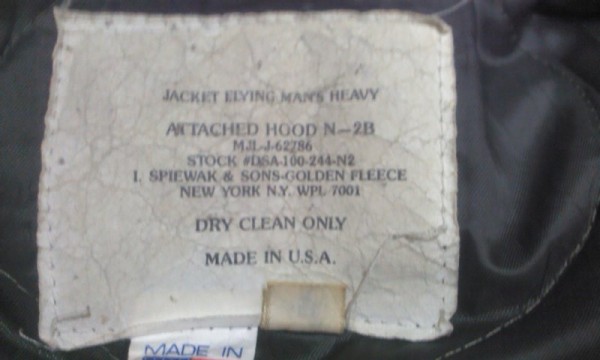 JACKET FLYING MAN'S HEAVY
ATTACHED HOOD N-2B
MIL-J-62786
STOCK #DSA-100-244-N2
I. SPIEWAK & SONS-GOLDEN FLEECE
NEW YORK N.Y. WPL 7001
DRY CLEAN ONLY
MADE IN U.S.A.
MADE IN